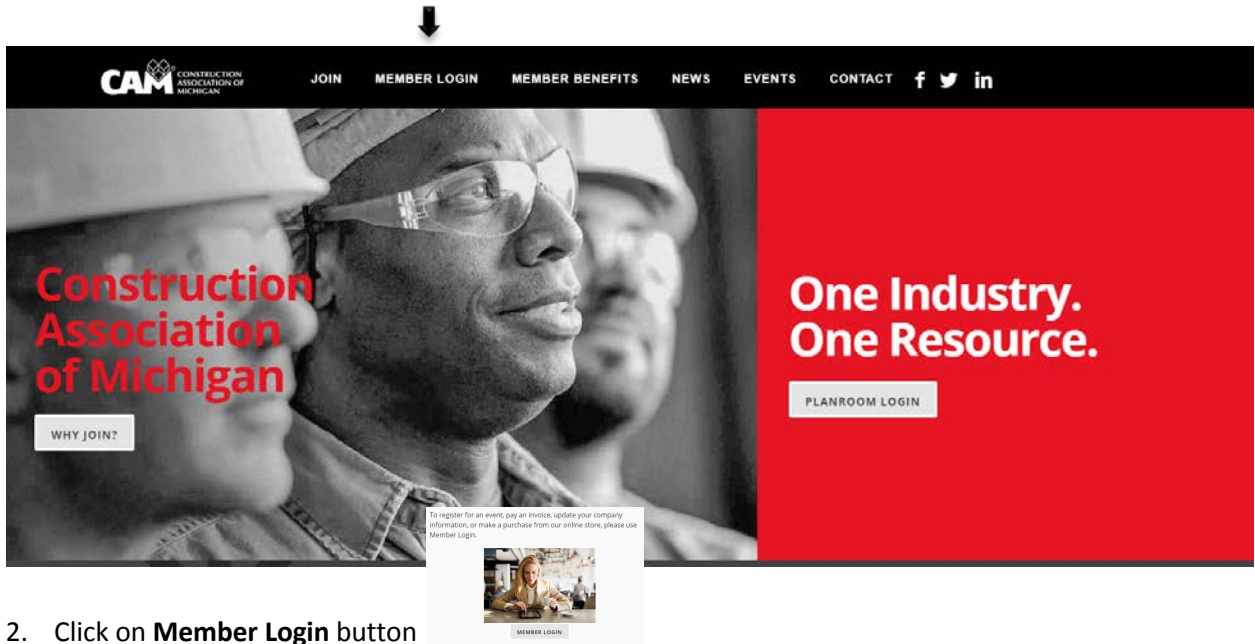 CAM CONSTRUCTION
ASSOCIATION OF
MICHIGAN
JOIN MEMBER LOGIN MEMBER BENEFITS NEWS EVENTS CONTACT f in
Construction
Association
of Michigan
WHY JOIN?
One Industry.
One Resource.
PLANROOM LOGIN
To register for an event, pay an invoice, update your company
information, or make a purchase from our online store, please use
Member Login.
MEMBER LOGIN
2. Click on Member Login button